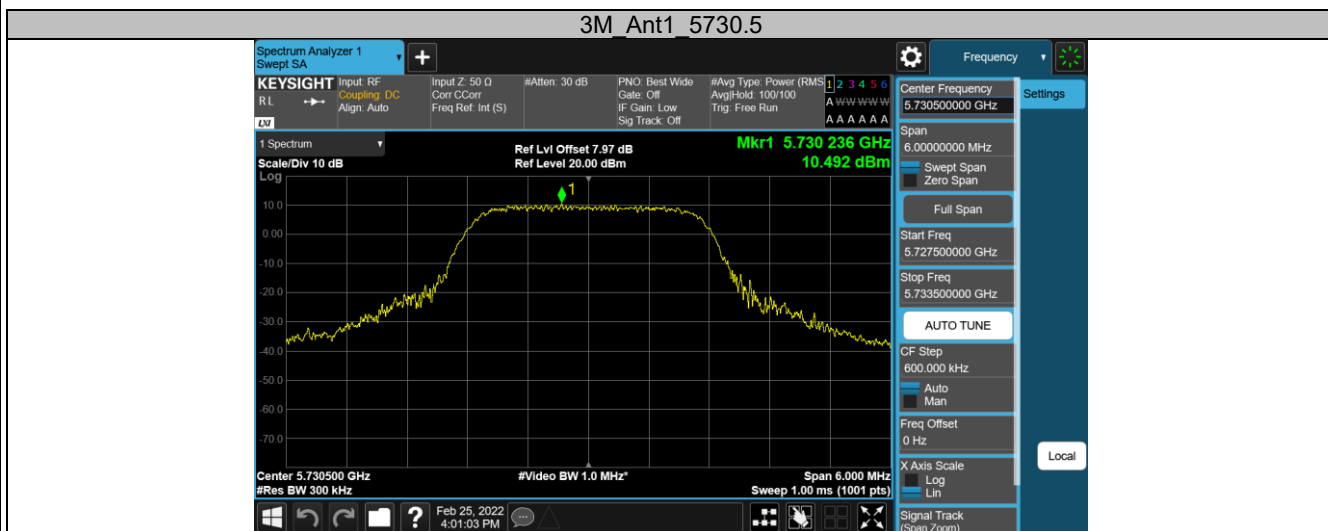 3M_Ant1_5730.5
Spectrum Analyzer 1
Swept SA
+
Frequency
KEYSIGHT
RL
LXI
Input: RF
Coupling: DC
Align: Auto
Input Z: 50 Ω
Corr CCorr
Freq Ref: Int (S)
#Atten: 30 dB
PNO: Best Wide
Gate: Off
IF Gain: Low
Sig Track: Off
#Avg Type: Power (RMS
Avg|Hold: 100/100
Trig: Free Run
1 2 3 4 5 6
A W W W W W
A A A A A A
1 Spectrum
Scale/Div 10 dB
Log
Ref Lvl Offset 7.97 dB
Ref Level 20.00 dBm
Mkr1 5.730 236 GHz
10.492 dBm
1
10.0
0.00
-10.0
-20.0
-30.0
-40.0
-50.0
-60.0
-70.0
Center 5.730500 GHz
#Res BW 300 kHz
#Video BW 1.0 MHz*
Span 6.000 MHz
Sweep 1.00 ms (1001 pts)
?
Feb 25, 2022
4:01:03 PM
Center Frequency
5.730500000 GHz
Settings
Span
6.00000000 MHz
Swept Span
Zero Span
Full Span
Start Freq
5.727500000 GHz
Stop Freq
5.733500000 GHz
AUTO TUNE
CF Step
600.000 kHz
Auto
Man
Freq Offset
0 Hz
X Axis Scale
Log
Lin
Local
Signal Track
(Span Zoom)